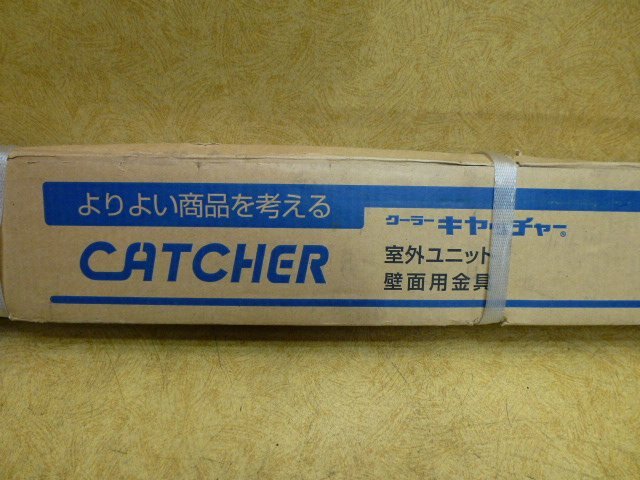 よりよい商品を考える
CATCHER
クーラーキャッチャー®
室外ユニット
壁面用金具